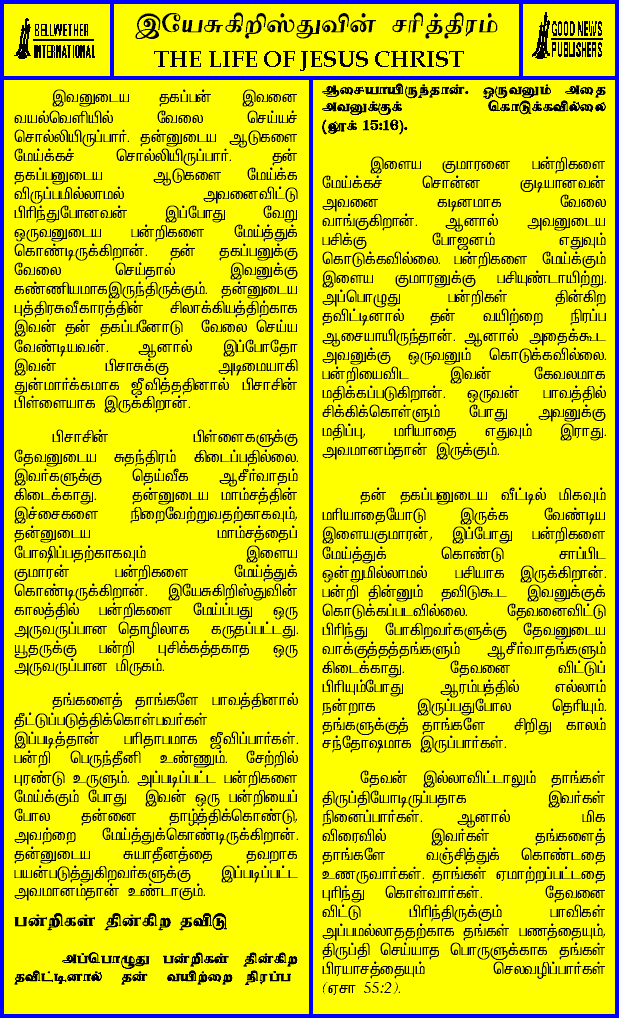 BELLWETHER
INTERNATIONAL
இயேசுகிறிஸ்துவின் சரித்திரம்
THE LIFE OF JESUS CHRIST
GOOD NEWS
PUBLISHERS
இவனுடைய தகப்பன் இவனை
வயல்வெளியில் வேலை செய்யச்
சொல்லியிருப்பார். தன்னுடைய ஆடுகளை
மேய்க்கச் சொல்லியிருப்பார். தன்
தகப்பனுடைய ஆடுகளை மேய்க்க
விருப்பமில்லாமல் அவனைவிட்டு
பிரிந்துபோனவன் இப்போது வேறு
ஒருவனுடைய பன்றிகளை மேய்த்துக்
கொண்டிருக்கிறான். தன் தகப்பனுக்கு
வேலை செய்தால் இவனுக்கு
கண்ணியமாகஇருந்திருக்கும். தன்னுடைய
புத்திரசுவீகாரத்தின் சிலாக்கியத்திற்காக
இவன் தன் தகப்பனோடு வேலை செய்ய
வேண்டியவன். ஆனால் இப்போதோ
இவன் பிசாசுக்கு அடிமையாகி
துன்மார்க்கமாக ஜீவித்ததினால் பிசாசின்
பிள்ளையாக இருக்கிறான்.
பிசாசின் பிள்ளைகளுக்கு
தேவனுடைய சுதந்திரம் கிடைப்பதில்லை.
இவர்களுக்கு தெய்வீக ஆசீர்வாதம்
கிடைக்காது. தன்னுடைய மாம்சத்தின்
இச்சைகளை நிறைவேற்றுவதற்காகவும்,
தன்னுடைய மாம்சத்தைப்
போஷிப்பதற்காகவும் இளைய
குமாரன் பன்றிகளை மேய்த்துக்
கொண்டிருக்கிறான். இயேசுகிறிஸ்துவின்
காலத்தில் பன்றிகளை மேய்ப்பது ஒரு
அருவருப்பான தொழிலாக கருதப்பட்டது.
யூதருக்கு பன்றி புசிக்கத்தகாத ஒரு
அருவருப்பான மிருகம்.
தங்களைத் தாங்களே பாவத்தினால்
தீட்டுப்படுத்திக்கொள்பவர்கள்
இப்படித்தான் பரிதாபமாக ஜீவிப்பார்கள்.
பன்றி பெருந்தீனி உண்ணும். சேற்றில்
புரண்டு உருளும். அப்படிப்பட்ட பன்றிகளை
மேய்க்கும் போது இவன் ஒரு பன்றியைப்
போல தன்னை தாழ்த்திக்கொண்டு,
அவற்றை மேய்த்துக்கொண்டிருக்கிறான்.
தன்னுடைய சுயாதீனத்தை தவறாக
பயன்படுத்துகிறவர்களுக்கு இப்படிப்பட்ட
அவமானம்தான் உண்டாகும்.
பன்றிகள் தின்கிற தவிடு
அப்பொழுது பன்றிகள் தின்கிற
தவிட்டினால் தன் வயிற்றை நிரப்ப
ஆசையாயிருந்தான். ஒருவனும் அதை
அவனுக்குக் கொடுக்கவில்லை
(லூக் 15:16).
இளைய குமாரனை பன்றிகளை
மேய்க்கச் சொன்ன குடியானவன்
அவனை கடினமாக வேலை
வாங்குகிறான். ஆனால் அவனுடைய
பசிக்கு போஜனம் எதுவும்
கொடுக்கவில்லை. பன்றிகளை மேய்க்கும்
இளைய குமாரனுக்கு பசியுண்டாயிற்று.
அப்பொழுது பன்றிகள் தின்கிற
தவிட்டினால் தன் வயிற்றை நிரப்ப
ஆசையாயிருந்தான். ஆனால் அதைக்கூட
அவனுக்கு ஒருவனும் கொடுக்கவில்லை.
பன்றியைவிட இவன் கேவலமாக
மதிக்கப்படுகிறான். ஒருவன் பாவத்தில்
சிக்கிக்கொள்ளும் போது அவனுக்கு
மதிப்பு, மரியாதை எதுவும் இராது.
அவமானம்தான் இருக்கும்.
தன் தகப்பனுடைய வீட்டில் மிகவும்
மரியாதையோடு இருக்க வேண்டிய
இளையகுமாரன், இப்போது பன்றிகளை
மேய்த்துக் கொண்டு சாப்பிட
ஒன்றுமில்லாமல் பசியாக இருக்கிறான்.
பன்றி தின்னும் தவிடுகூட இவனுக்குக்
கொடுக்கப்படவில்லை. தேவனைவிட்டு
பிரிந்து போகிறவர்களுக்கு தேவனுடைய
வாக்குத்தத்தங்களும் ஆசீர்வாதங்களும்
கிடைக்காது. தேவனை விட்டுப்
பிரியும்போது ஆரம்பத்தில் எல்லாம்
நன்றாக இருப்பதுபோல தெரியும்.
தங்களுக்குத் தாங்களே சிறிது காலம்
சந்தோஷமாக இருப்பார்கள்.
தேவன் இல்லாவிட்டாலும் தாங்கள்
திருப்தியோடிருப்பதாக இவர்கள்
நினைப்பார்கள். ஆனால் மிக
விரைவில் இவர்கள் தங்களைத்
தாங்களே வஞ்சித்துக் கொண்டதை
உணருவார்கள். தாங்கள் ஏமாற்றப்பட்டதை
புரிந்து கொள்வார்கள். தேவனை
விட்டு பிரிந்திருக்கும் பாவிகள்
அப்பமல்லாததற்காக தங்கள் பணத்தையும்,
திருப்தி செய்யாத பொருளுக்காக தங்கள்
பிரயாசத்தையும் செலவழிப்பார்கள்
(ஏசா 55:2).